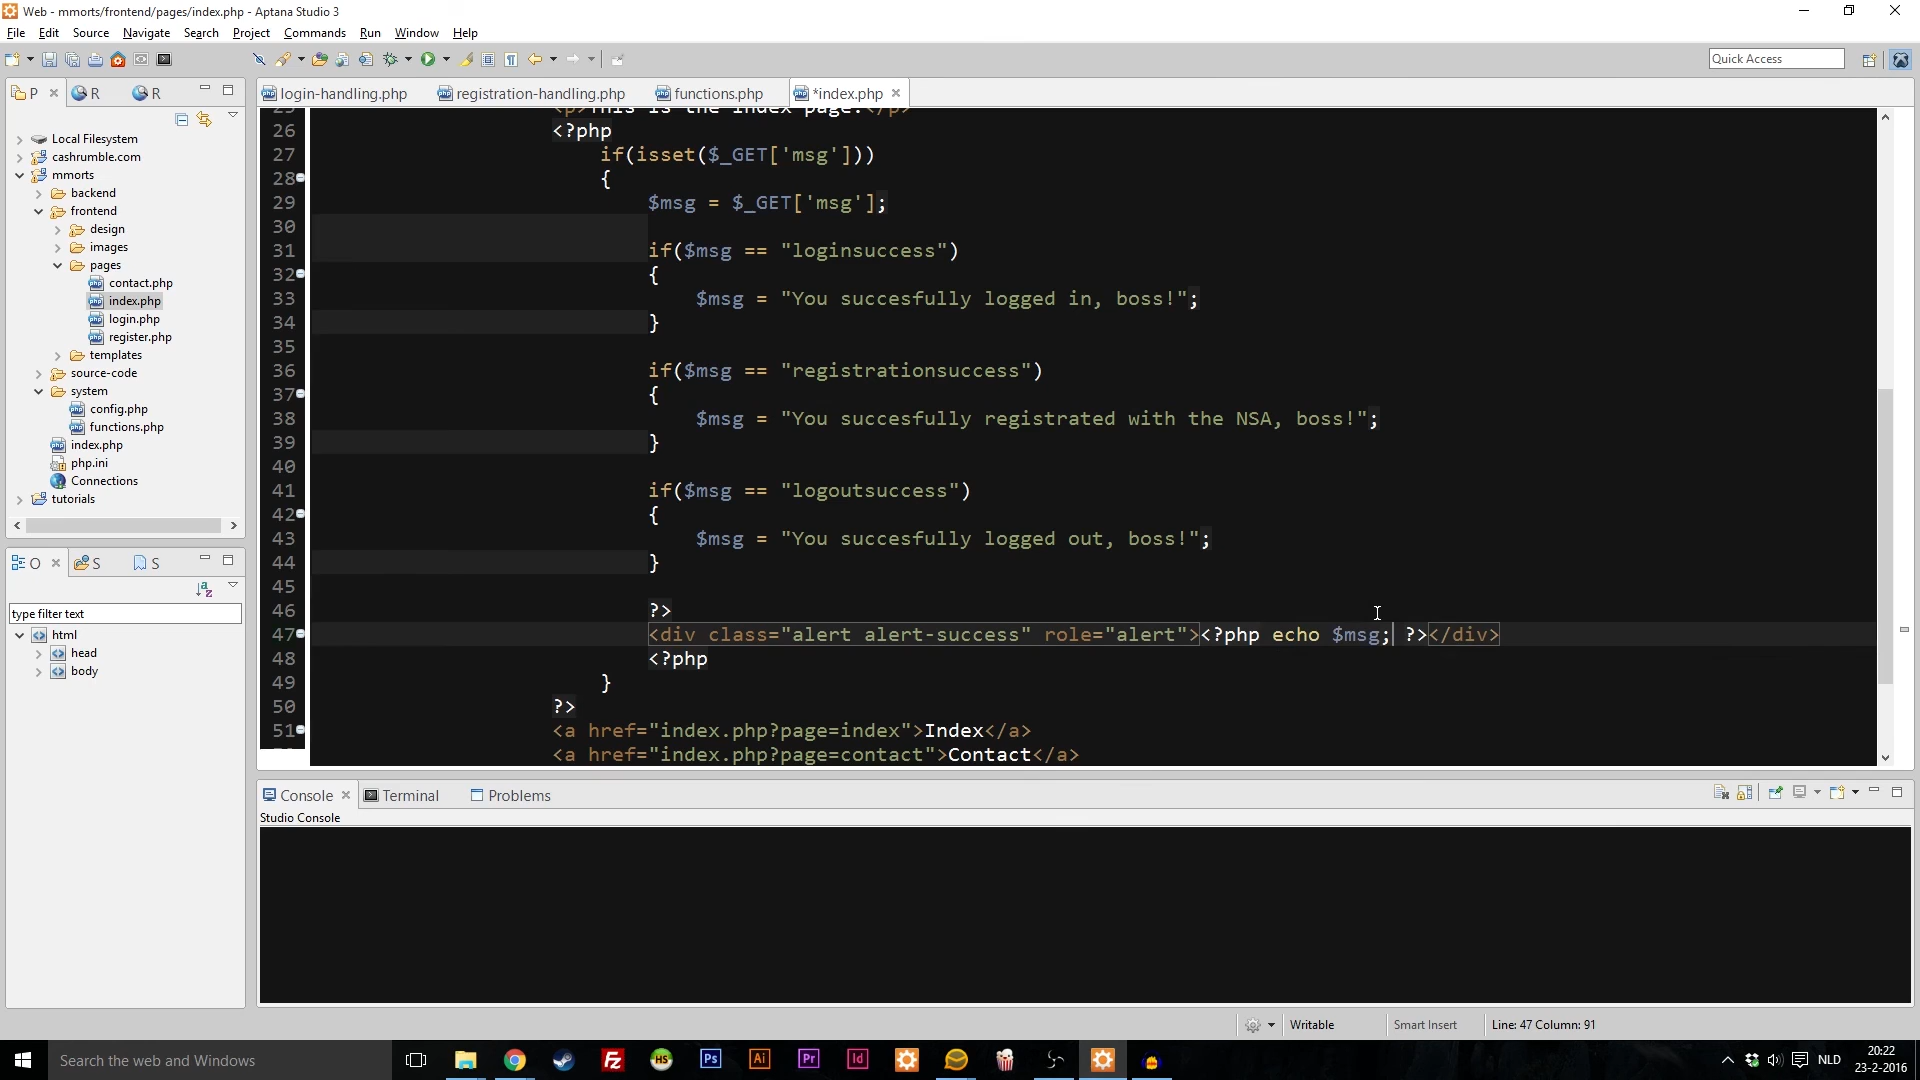 Web - mmorts/frontend/pages/index.php - Aptana Studio 3
File Edit Source Search Navigate Project Commands Run Window Help
Quick Access
P R R
login-handling.php registration-handling.php functions.php *index.php
Local Filesystem
cashrumble.com
mmorts
backend
frontend
design
images
pages
contact.php
index.php
login.php
register.php
templates
source-code
system
config.php
functions.php
index.php
php.ini
Connections
tutorials
O S S
type filter text
html
head
body
25 <p>This is the index page.</p>
26 <?php
27 if(isset($_GET['msg']))
28 {
29 $msg = $_GET['msg'];
30
31 if($msg == "loginsuccess")
32 {
33 $msg = "You succesfully logged in, boss!";
34 }
35
36 if($msg == "registrationsuccess")
37 {
38 $msg = "You succesfully registrated with the NSA, boss!";
39 }
40
41 if($msg == "logoutsuccess")
42 {
43 $msg = "You succesfully logged out, boss!";
44 }
45
46 ?>
47 <div class="alert alert-success" role="alert"><?php echo $msg; ?></div>
48 <?php
49 }
50 ?>
51 <a href="index.php?page=index">Index</a>
<a href="index.php?page=contact">Contact</a>
Console Terminal Problems
Studio Console
Writable Smart Insert Line: 47 Column: 91
Search the web and Windows
HS Ps Ai Pr Id
NLD
20:22
23-2-2016